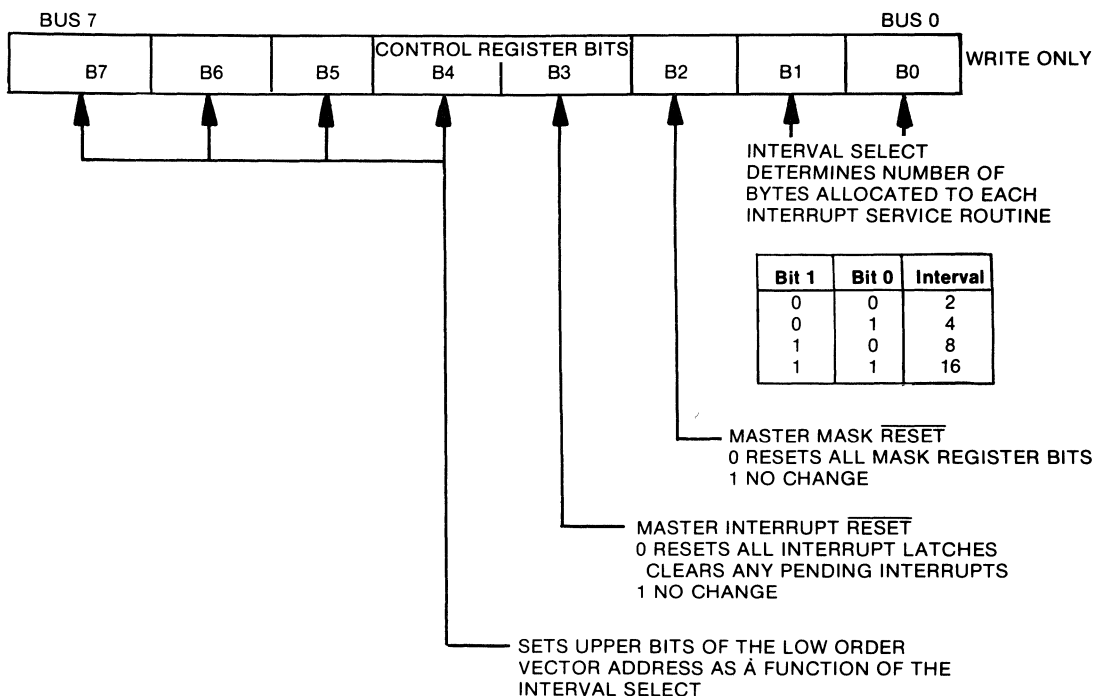 BUS 7 BUS 0
CONTROL REGISTER BITS
B7 B6 B5 B4 B3 B2 B1 B0
WRITE ONLY
INTERVAL SELECT
DETERMINES NUMBER OF
BYTES ALLOCATED TO EACH
INTERRUPT SERVICE ROUTINE
Bit 1 Bit 0 Interval
0 0 2
0 1 4
1 0 8
1 1 16
MASTER MASK RESET
0 RESETS ALL MASK REGISTER BITS
1 NO CHANGE
MASTER INTERRUPT RESET
0 RESETS ALL INTERRUPT LATCHES
CLEARS ANY PENDING INTERRUPTS
1 NO CHANGE
SETS UPPER BITS OF THE LOW ORDER
VECTOR ADDRESS AS A FUNCTION OF THE
INTERVAL SELECT